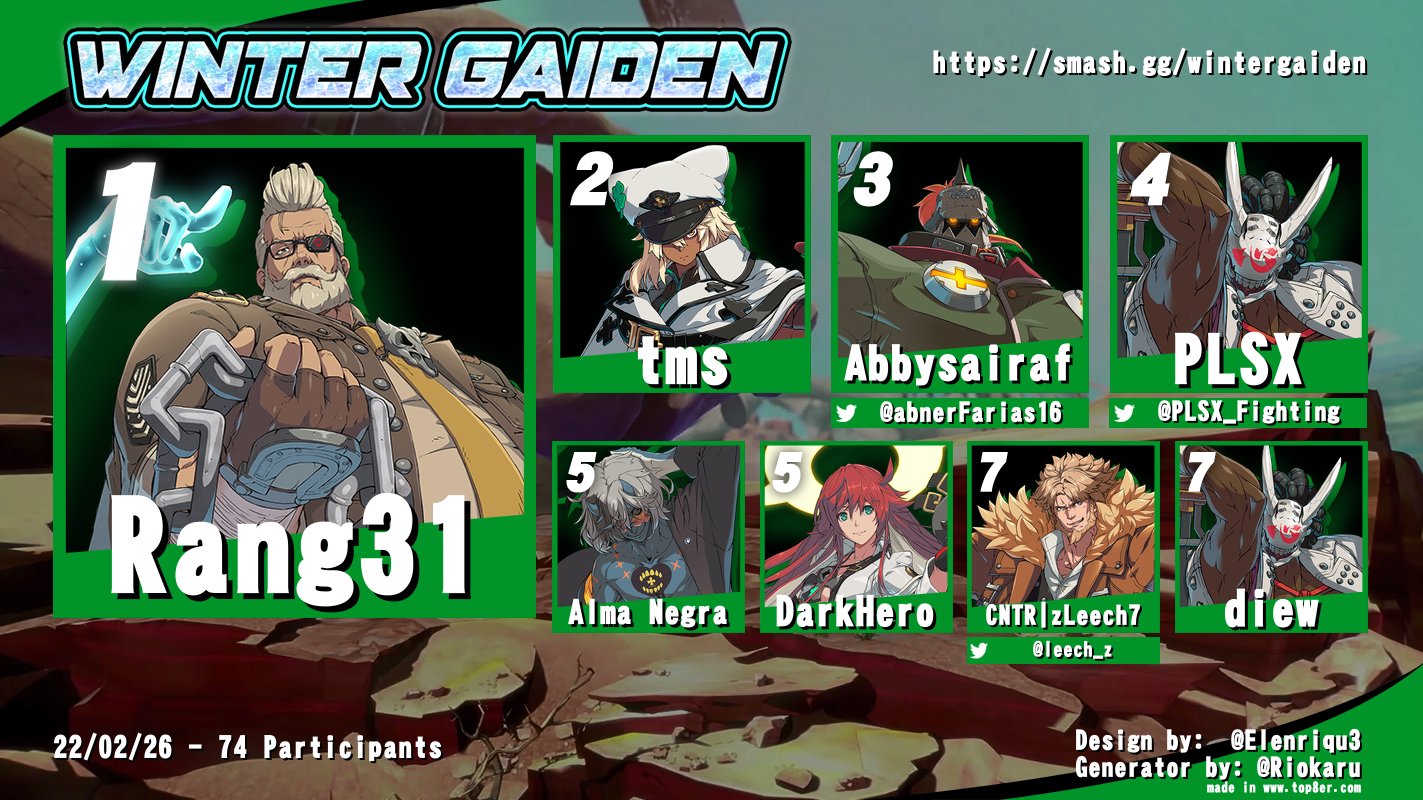 WINTER GAIDEN
https://smash.gg/wintergaiden
1
Rang31
2
tms
3
Abbysairaf
@abnerFarias16
4
PLSX
@PLSX_Fighting
5
Alma Negra
5
DarkHero
7
CNTR|zLeech7
@leech_z
7
diew
22/02/26 - 74 Participants
Design by: @Elenriqu3
Generator by: @Riokaru
made in www.top8er.com